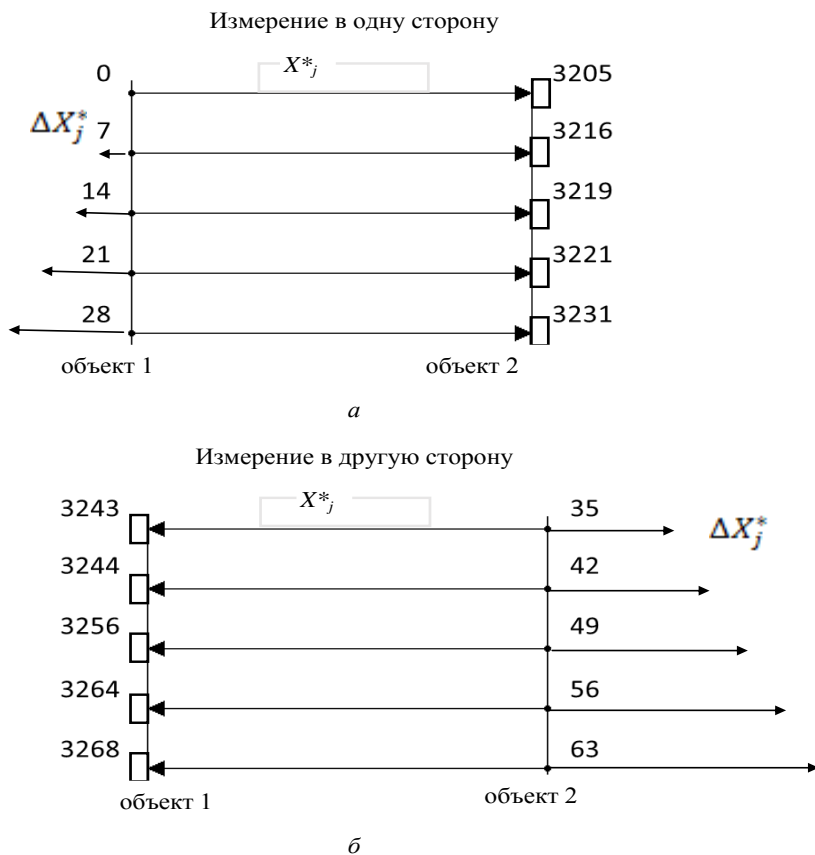 Измерение в одну сторону
0 X*j 3205
ΔX*j 7 3216
14 3219
21 3221
28 3231
объект 1 объект 2
а
Измерение в другую сторону
3243 X*j 35 ΔX*j
3244 42
3256 49
3264 56
3268 63
объект 1 объект 2
б